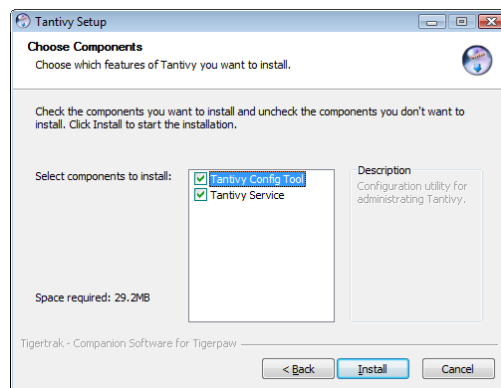 Tantivy Setup
Choose Components
Choose which features of Tantivy you want to install.
Check the components you want to install and uncheck the components you don't want to
install. Click Install to start the installation.
Select components to install:
Tantivy Config Tool
Tantivy Service
Description
Configuration utility for
administrating Tantivy.
Space required: 29.2MB
Tigertrak - Companion Software for Tigerpaw
< Back
Install
Cancel